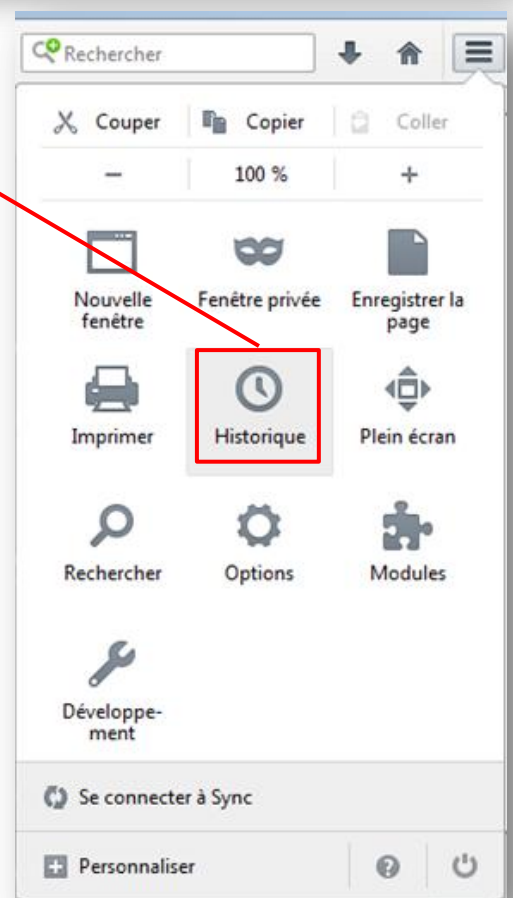 Rechercher
Couper Copier Coller
− 100 % +
Nouvelle fenêtre Fenêtre privée Enregistrer la page
Imprimer Historique Plein écran
Rechercher Options Modules
Développe-
ment
Se connecter à Sync
Personnaliser ?